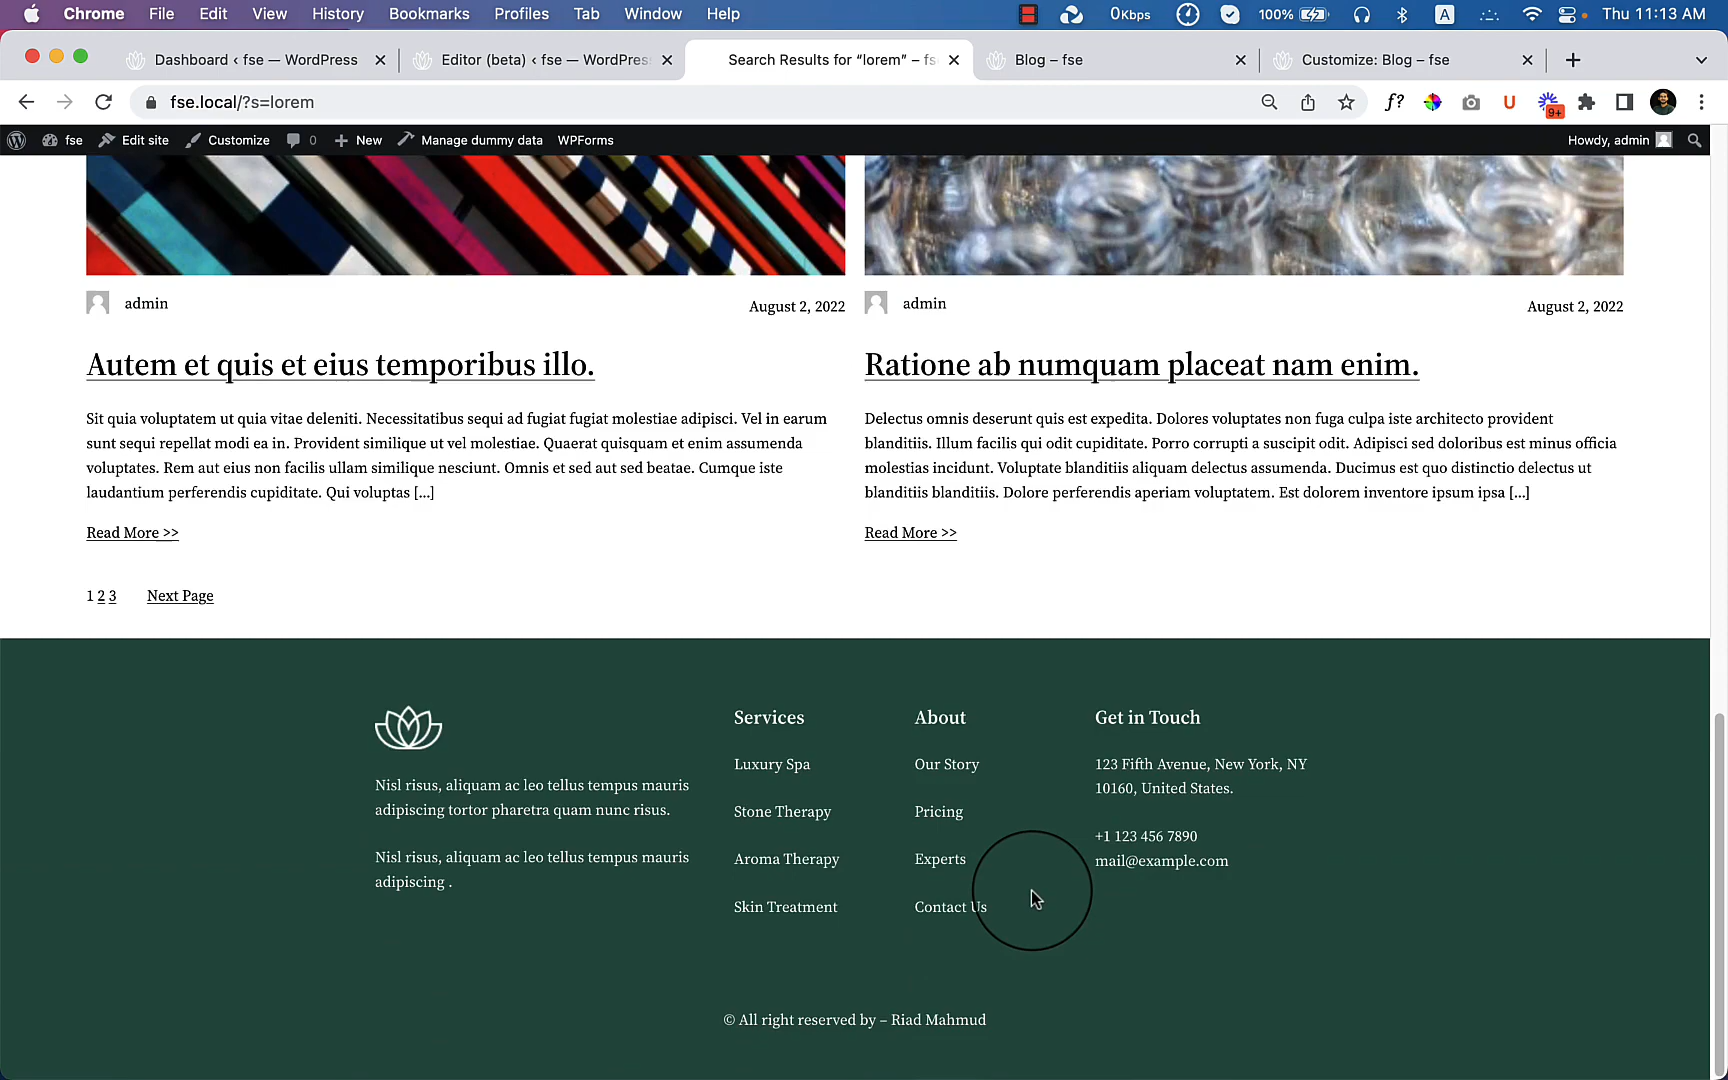 Chrome File Edit View History Bookmarks Profiles Tab Window Help 0Kbps 100% A Thu 11:13 AM
Dashboard ‹ fse — WordPress Editor (beta) ‹ fse — WordPres Search Results for “lorem” – fs Blog – fse Customize: Blog – fse
fse.local/?s=lorem f? U 9+
fse Edit site Customize 0 New Manage dummy data WPForms Howdy, admin
admin August 2, 2022 admin August 2, 2022
Autem et quis et eius temporibus illo.
Sit quia voluptatem ut quia vitae deleniti. Necessitatibus sequi ad fugiat fugiat molestiae adipisci. Vel in earum
sunt sequi repellat modi ea in. Provident similique ut vel molestiae. Quaerat quisquam et enim assumenda
voluptates. Rem aut eius non facilis ullam similique nesciunt. Omnis et sed aut sed beatae. Cumque iste
laudantium perferendis cupiditate. Qui voluptas [...]
Read More >>
Ratione ab numquam placeat nam enim.
Delectus omnis deserunt quis est expedita. Dolores voluptates non fuga culpa iste architecto provident
blanditiis. Illum facilis qui odit cupiditate. Porro corrupti a suscipit odit. Adipisci sed doloribus est minus officia
molestias incidunt. Voluptate blanditiis aliquam delectus assumenda. Ducimus est quo distinctio delectus ut
blanditiis blanditiis. Dolore perferendis aperiam voluptatem. Est dolorem inventore ipsum ipsa [...]
Read More >>
1 2 3 Next Page
Nisl risus, aliquam ac leo tellus tempus mauris
adipiscing tortor pharetra quam nunc risus.
Nisl risus, aliquam ac leo tellus tempus mauris
adipiscing .
Services
Luxury Spa
Stone Therapy
Aroma Therapy
Skin Treatment
About
Our Story
Pricing
Experts
Contact Us
Get in Touch
123 Fifth Avenue, New York, NY
10160, United States.
+1 123 456 7890
mail@example.com
© All right reserved by – Riad Mahmud